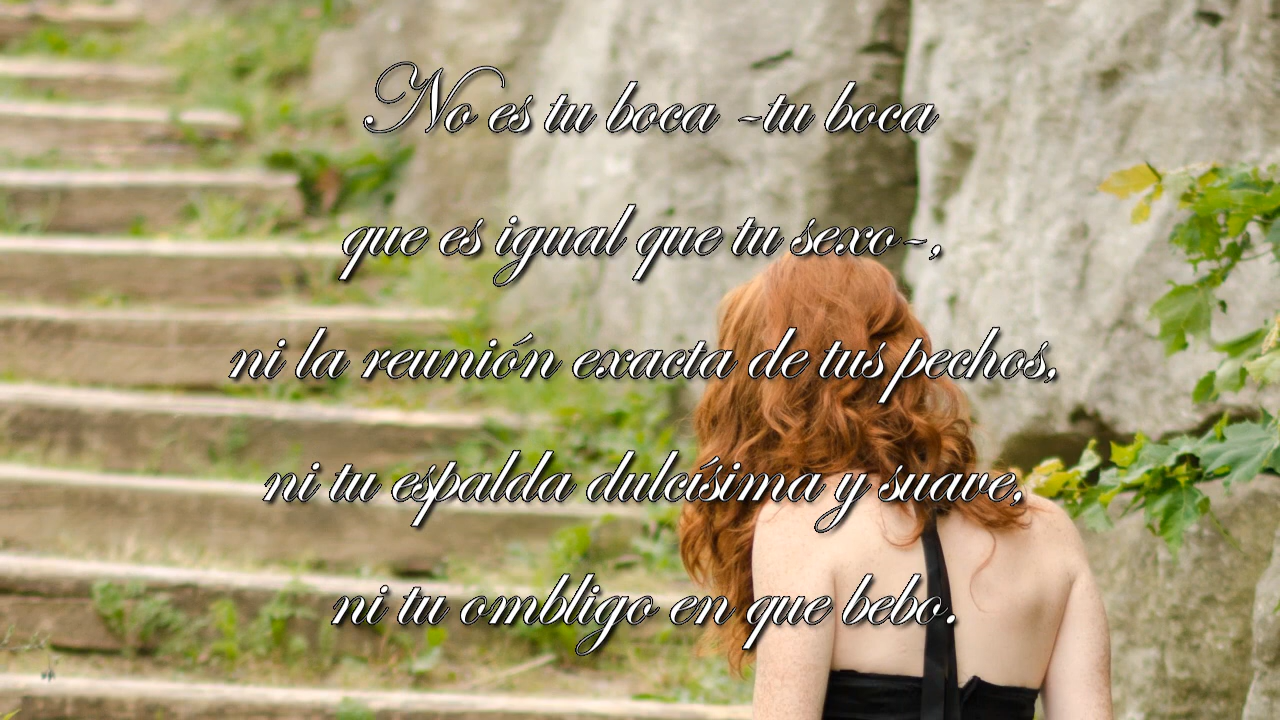 No es tu boca -tu boca
que es igual que tu sexo-,
ni la reunión exacta de tus pechos,
ni tu espalda dulcísima y suave,
ni tu ombligo en que bebo.